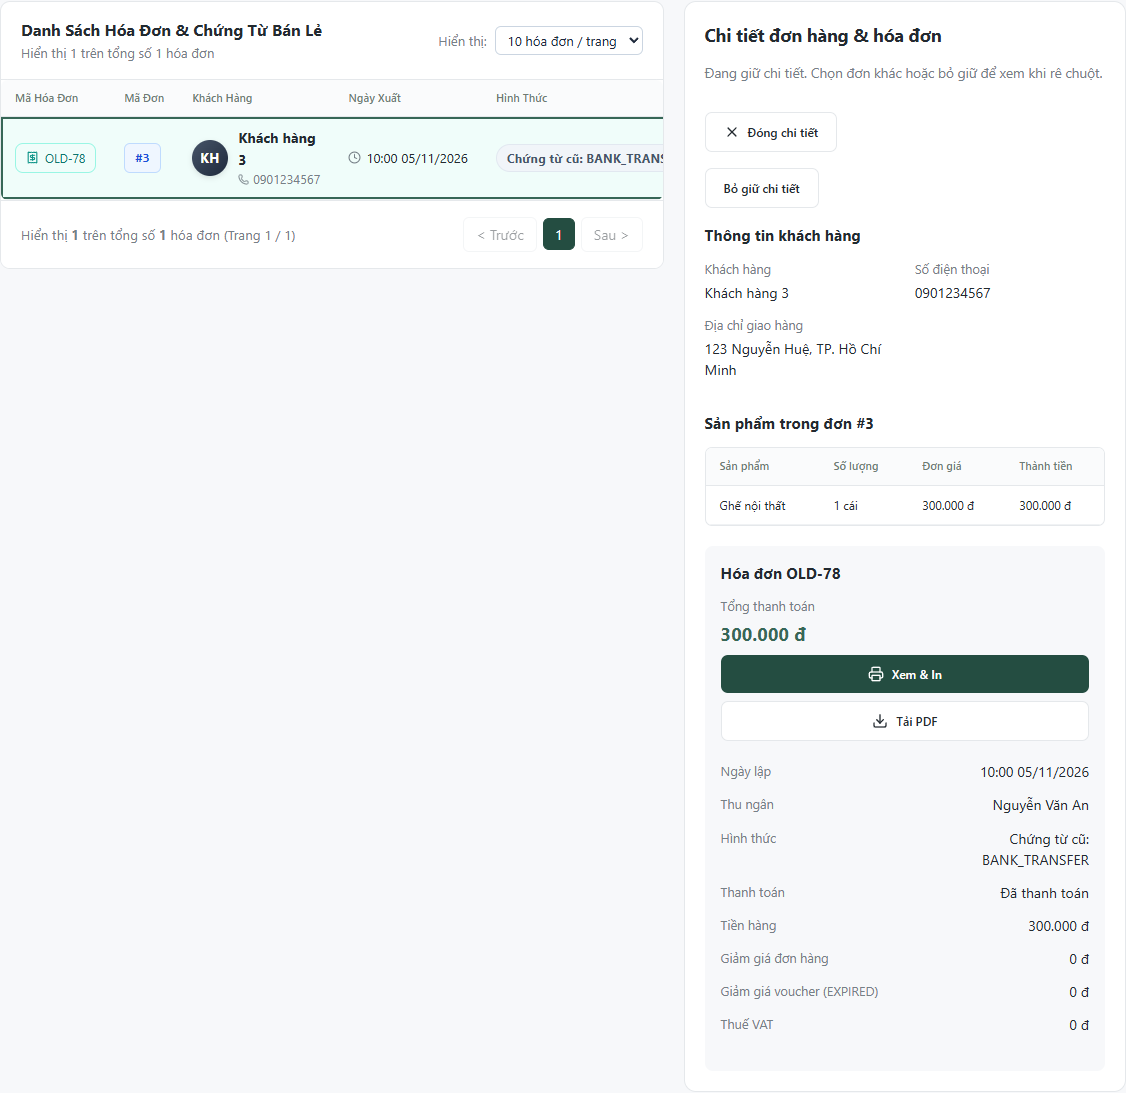 Danh Sách Hóa Đơn & Chứng Từ Bán Lẻ
Hiển thị 1 trên tổng số 1 hóa đơn
Hiển thị:
10 hóa đơn / trang
Mã Hóa Đơn
Mã Đơn
Khách Hàng
Ngày Xuất
Hình Thức
OLD-78
#3
KH
Khách hàng
3
0901234567
10:00 05/11/2026
Chứng từ cũ: BANK_TRANS
Hiển thị 1 trên tổng số 1 hóa đơn (Trang 1 / 1)
< Trước
1
Sau >
Chi tiết đơn hàng & hóa đơn
Đang giữ chi tiết. Chọn đơn khác hoặc bỏ giữ để xem khi rê chuột.
Đóng chi tiết
Bỏ giữ chi tiết
Thông tin khách hàng
Khách hàng
Số điện thoại
Khách hàng 3
0901234567
Địa chỉ giao hàng
123 Nguyễn Huệ, TP. Hồ Chí
Minh
Sản phẩm trong đơn #3
Sản phẩm
Số lượng
Đơn giá
Thành tiền
Ghế nội thất
1 cái
300.000 đ
300.000 đ
Hóa đơn OLD-78
Tổng thanh toán
300.000 đ
Xem & In
Tải PDF
Ngày lập
10:00 05/11/2026
Thu ngân
Nguyễn Văn An
Hình thức
Chứng từ cũ:
BANK_TRANSFER
Thanh toán
Đã thanh toán
Tiền hàng
300.000 đ
Giảm giá đơn hàng
0 đ
Giảm giá voucher (EXPIRED)
0 đ
Thuế VAT
0 đ